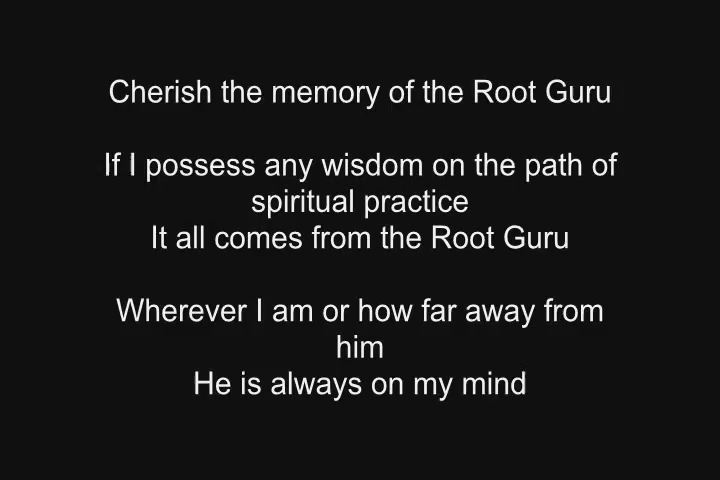 Cherish the memory of the Root Guru
If I possess any wisdom on the path of
spiritual practice
It all comes from the Root Guru
Wherever I am or how far away from
him
He is always on my mind